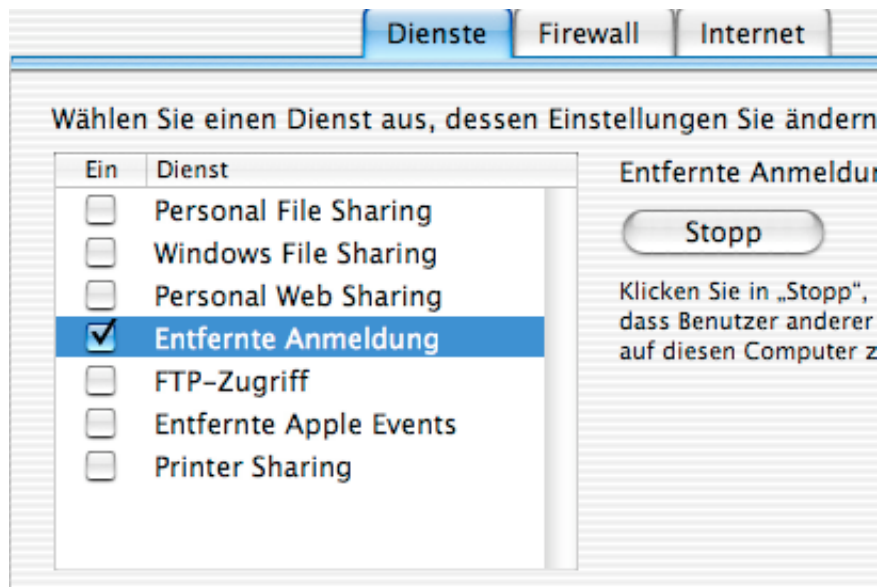 Dienste Firewall Internet
Wählen Sie einen Dienst aus, dessen Einstellungen Sie ändern
Ein Dienst
Personal File Sharing
Windows File Sharing
Personal Web Sharing
Entfernte Anmeldung
FTP-Zugriff
Entfernte Apple Events
Printer Sharing
Entfernte
Stopp
Klicken Sie in „Stopp“,
dass Benutzer anderer
auf diesen Computer